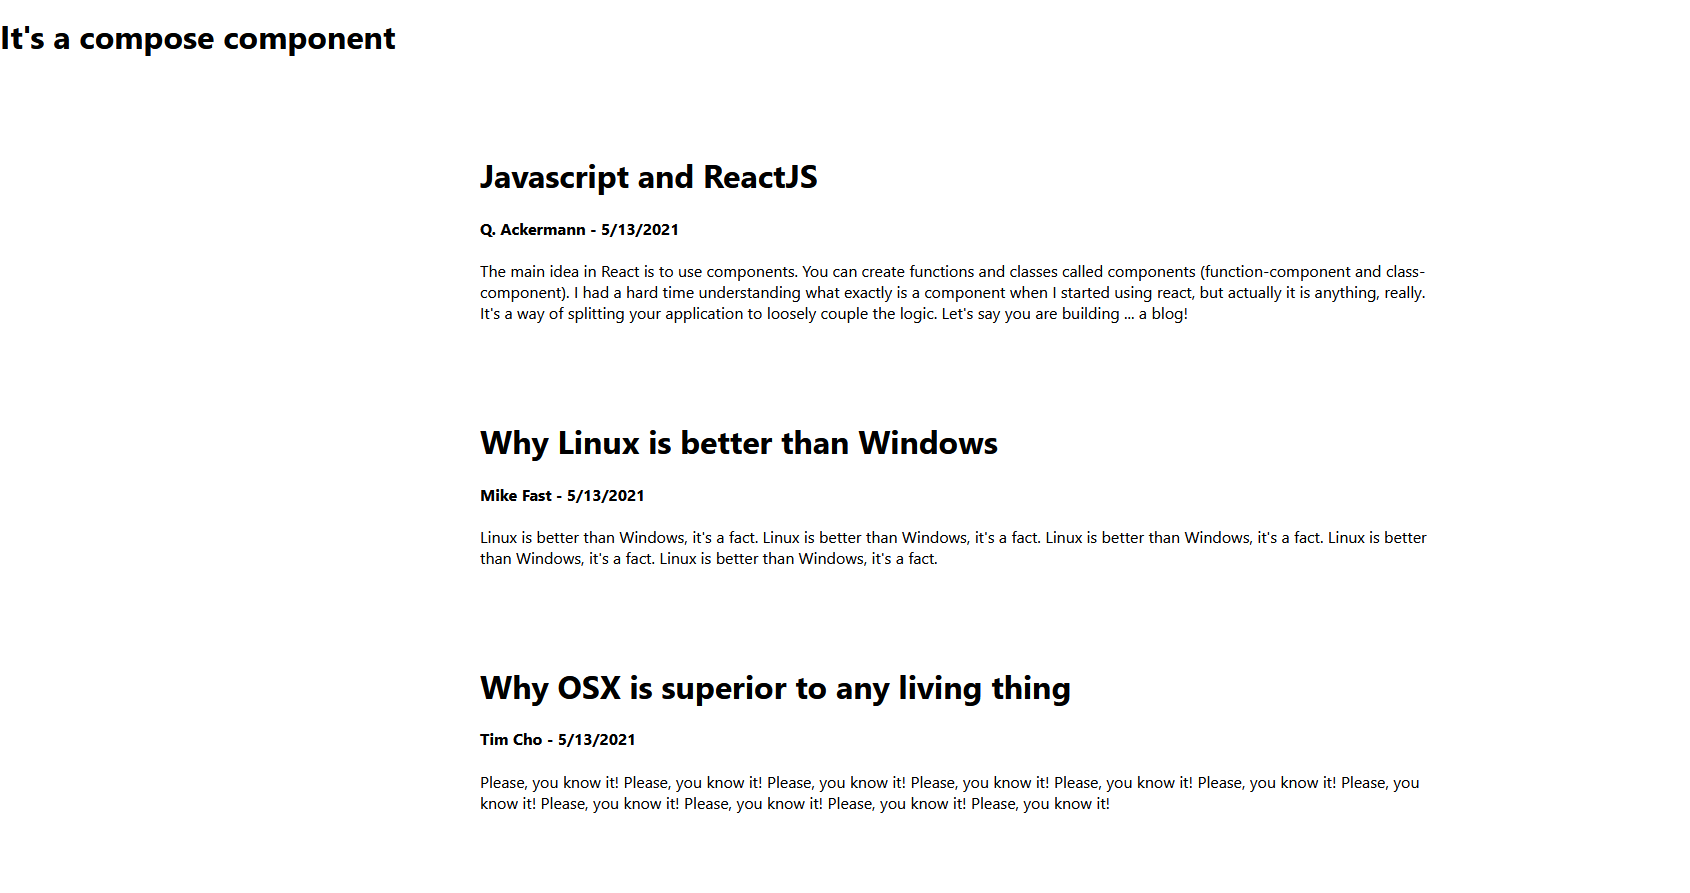 It's a compose component
Javascript and ReactJS
Q. Ackermann - 5/13/2021
The main idea in React is to use components. You can create functions and classes called components (function-component and class-
component). I had a hard time understanding what exactly is a component when I started using react, but actually it is anything, really.
It's a way of splitting your application to loosely couple the logic. Let's say you are building ... a blog!
Why Linux is better than Windows
Mike Fast - 5/13/2021
Linux is better than Windows, it's a fact. Linux is better than Windows, it's a fact. Linux is better than Windows, it's a fact. Linux is better
than Windows, it's a fact. Linux is better than Windows, it's a fact.
Why OSX is superior to any living thing
Tim Cho - 5/13/2021
Please, you know it! Please, you know it! Please, you know it! Please, you know it! Please, you know it! Please, you know it! Please, you
know it! Please, you know it! Please, you know it! Please, you know it! Please, you know it!